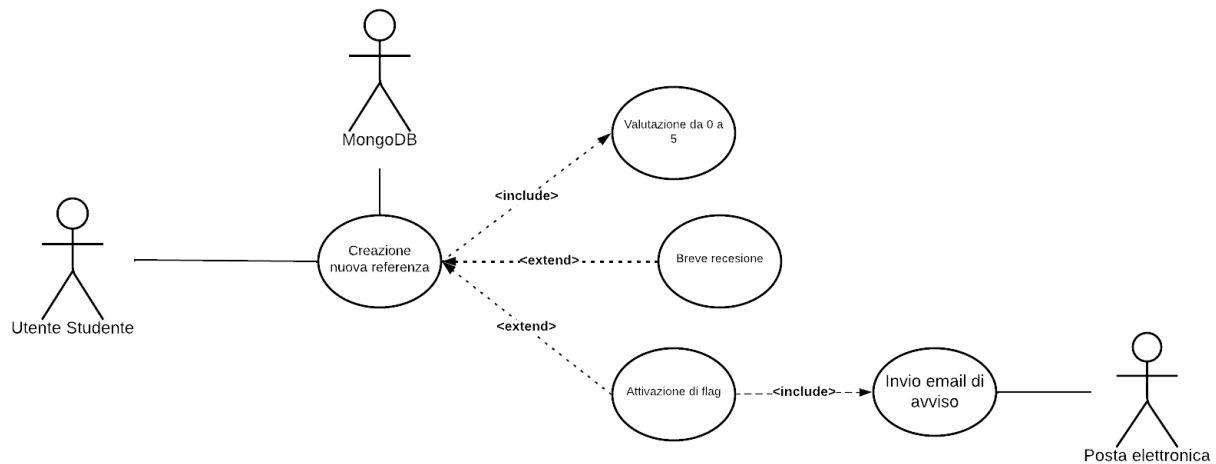 MongoDB
Valutazione da 0 a
5
<include>
Creazione
nuova referenza
<extend>
Breve recesione
Utente Studente
<extend>
Attivazione di flag
<include>
Invio email di
avviso
Posta elettronica